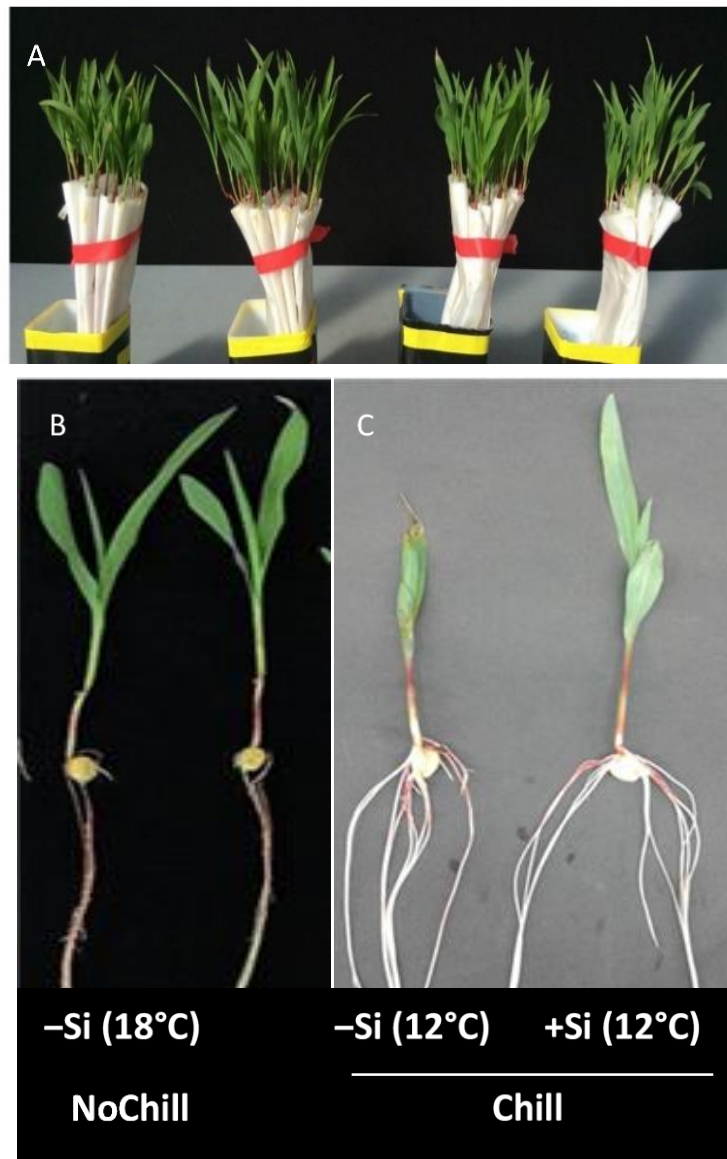 A
B
C
–Si (18°C)
–Si (12°C)
+Si (12°C)
NoChill
Chill